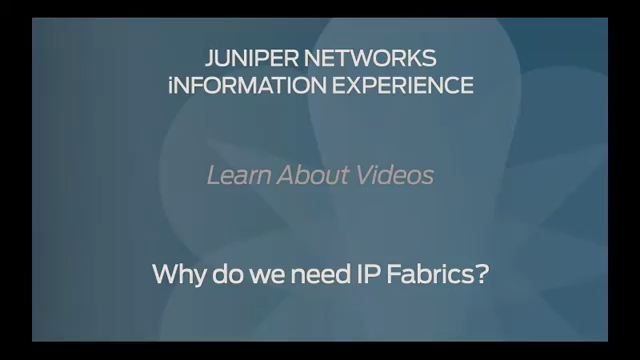 JUNIPER NETWORKS
iNFORMATION EXPERIENCE
Learn About Videos
Why do we need IP Fabrics?